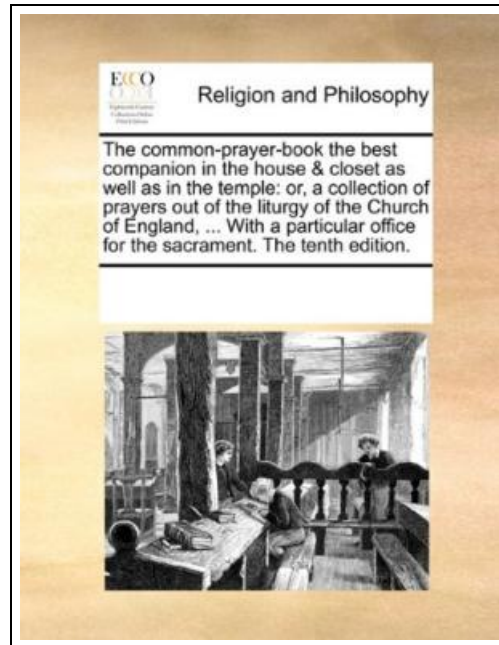 ECCO
Religion and Philosophy
The common-prayer-book the best
companion in the house & closet as
well as in the temple: or, a collection of
prayers out of the liturgy of the Church
of England, ... With a particular office
for the sacrament. The tenth edition.